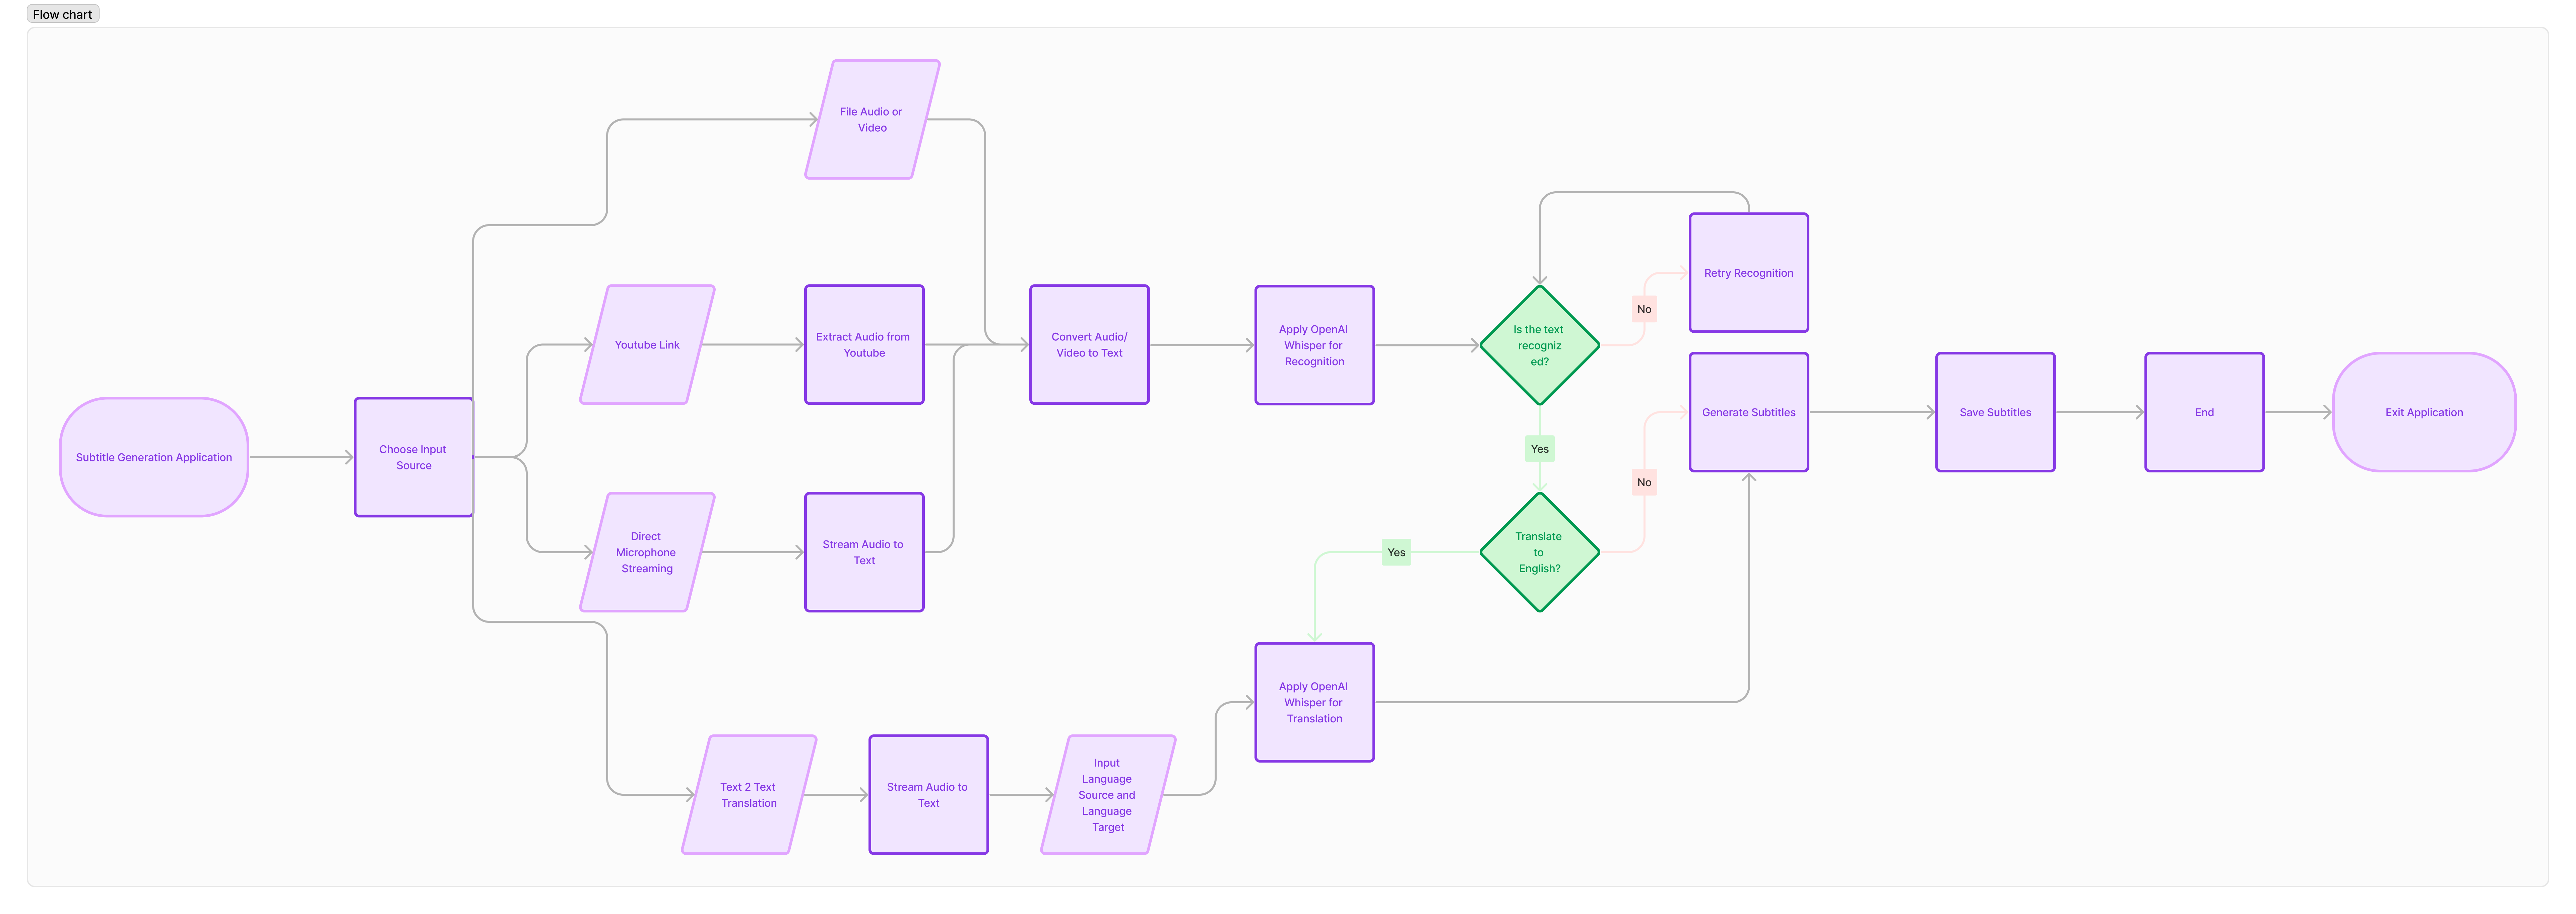 Flow chart
File Audio or
Video
Retry Recognition
No
Youtube Link
Extract Audio from
Youtube
Convert Audio/
Video to Text
Apply OpenAI
Whisper for
Recognition
Is the text
recogniz
ed?
Subtitle Generation Application
Choose Input
Source
Generate Subtitles
Save Subtitles
End
Exit Application
Yes
No
Direct
Microphone
Streaming
Stream Audio to
Text
Yes
Translate
to
English?
Apply OpenAI
Whisper for
Translation
Text 2 Text
Translation
Stream Audio to
Text
Input
Language
Source and
Language
Target